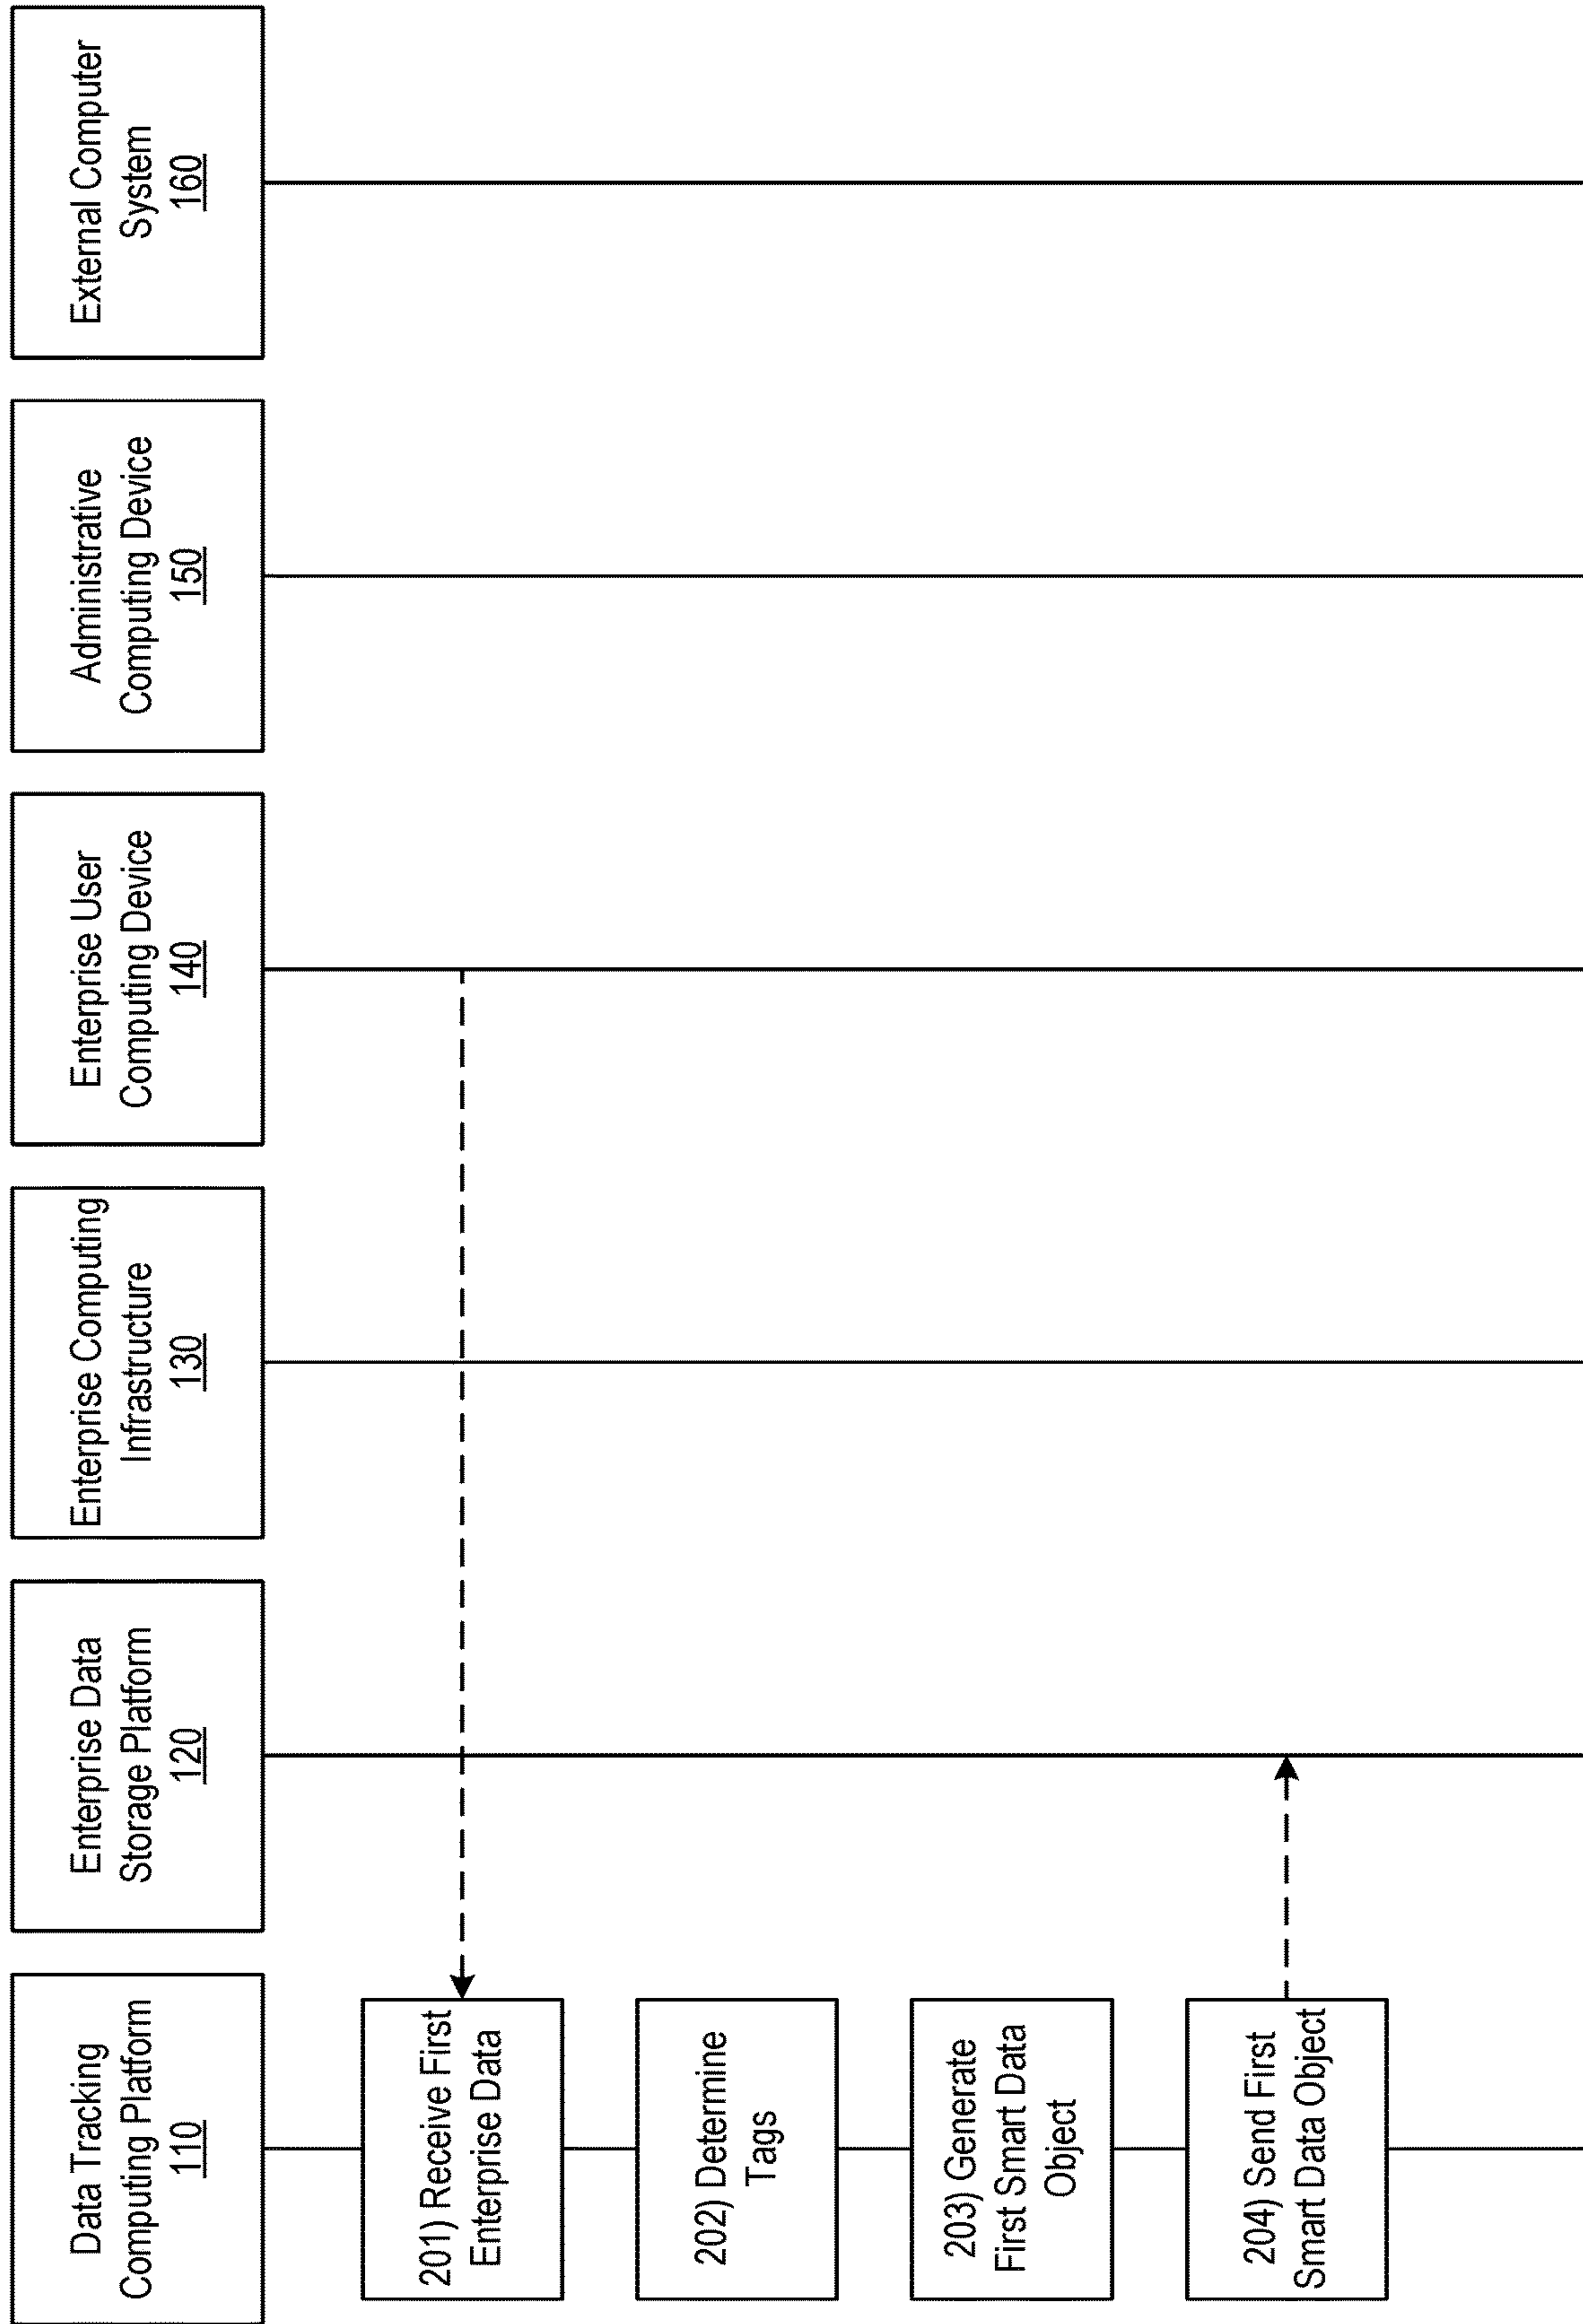 Data Tracking
Computing Platform
110
Enterprise Data
Storage Platform
120
Enterprise Computing
Infrastructure
130
Enterprise User
Computing Device
140
Administrative
Computing Device
150
External Computer
System
160
201) Receive First
Enterprise Data
202) Determine
Tags
203) Generate
First Smart Data
Object
204) Send First
Smart Data Object